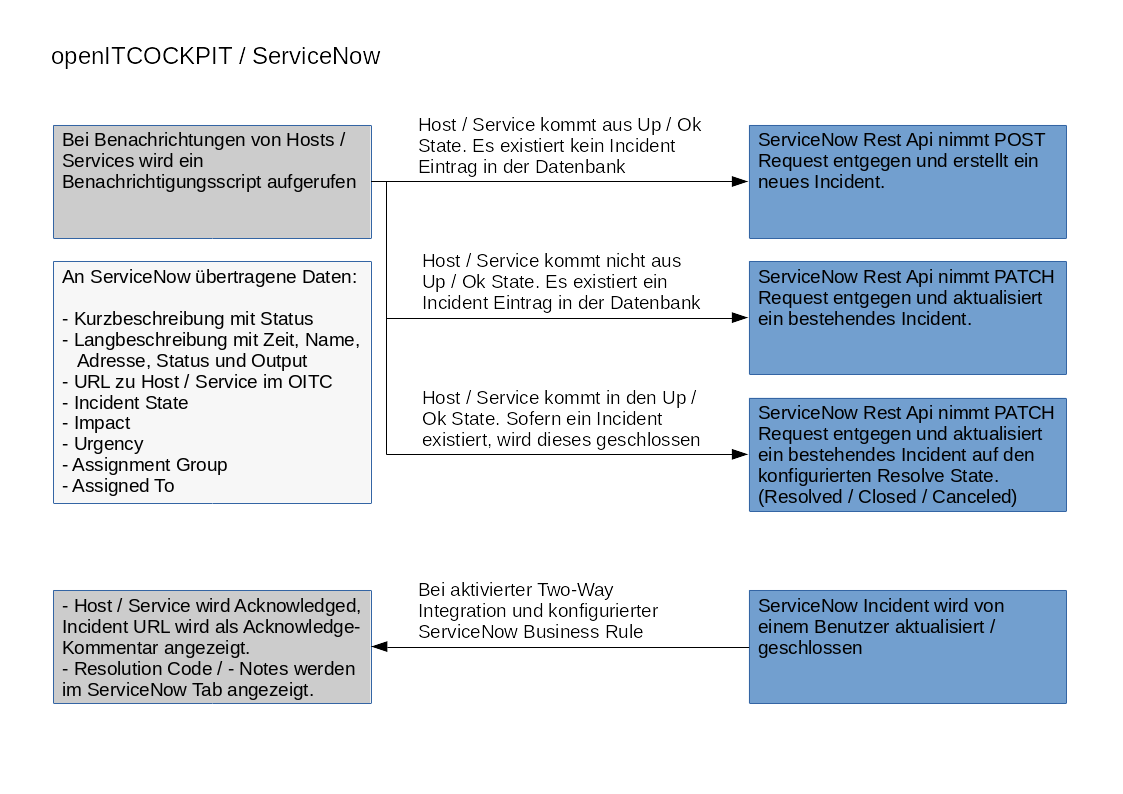 openITCOCKPIT / ServiceNow
Bei Benachrichtungen von Hosts /
Services wird ein
Benachrichtigungsscript aufgerufen
Host / Service kommt aus Up / Ok
State. Es existiert kein Incident
Eintrag in der Datenbank
ServiceNow Rest Api nimmt POST
Request entgegen und erstellt ein
neues Incident.
An ServiceNow übertragene Daten:
- Kurzbeschreibung mit Status
- Langbeschreibung mit Zeit, Name,
Adresse, Status und Output
- URL zu Host / Service im OITC
- Incident State
- Impact
- Urgency
- Assignment Group
- Assigned To
Host / Service kommt nicht aus
Up / Ok State. Es existiert ein
Incident Eintrag in der Datenbank
ServiceNow Rest Api nimmt PATCH
Request entgegen und aktualisiert
ein bestehendes Incident.
Host / Service kommt in den Up /
Ok State. Sofern ein Incident
existiert, wird dieses geschlossen
ServiceNow Rest Api nimmt PATCH
Request entgegen und aktualisiert
ein bestehendes Incident auf den
konfigurierten Resolve State.
(Resolved / Closed / Canceled)
- Host / Service wird Acknowledged,
Incident URL wird als Acknowledge-
Kommentar angezeigt.
- Resolution Code / - Notes werden
im ServiceNow Tab angezeigt.
Bei aktivierter Two-Way
Integration und konfigurierter
ServiceNow Business Rule
ServiceNow Incident wird von
einem Benutzer aktualisiert /
geschlossen